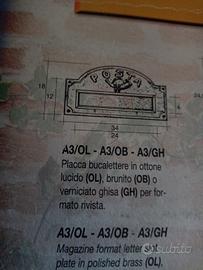 POSTA
18
12
34
24
A3/OL - A3/OB - A3/GH
Placca bucalettere in ottone
lucido (OL), brunito (OB) o
verniciato ghisa (GH) per for-
mato rivista.
A3/OL - A3/OB - A3/GH
Magazine format letter
plate in polished brass (OL),
subito